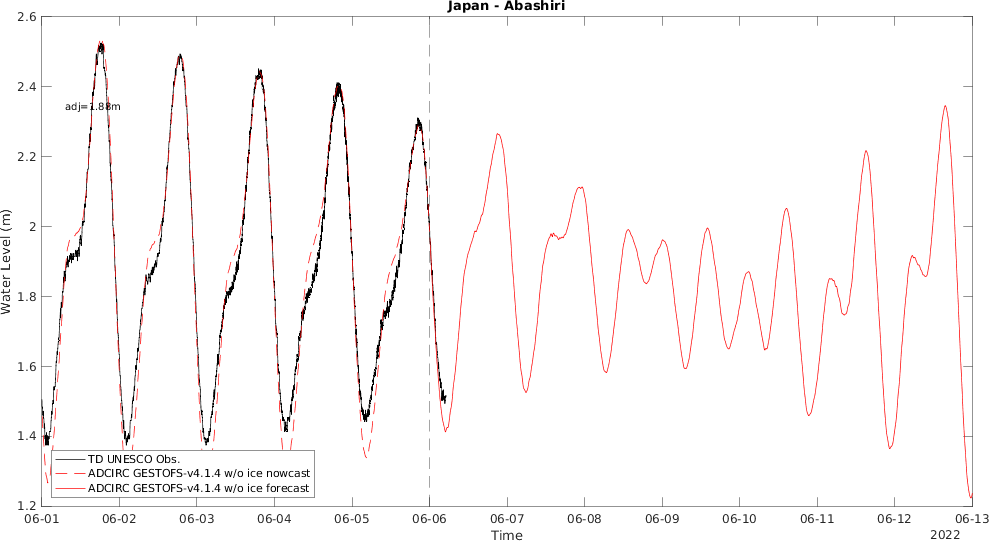 Japan - Abashiri
2.6
2.4
adj=1.88m
2.2
2
1.8
1.6
1.4
1.2
Water Level (m)
TD UNESCO Obs.
ADCIRC GESTOFS-v4.1.4 w/o ice nowcast
ADCIRC GESTOFS-v4.1.4 w/o ice forecast
06-01 06-02 06-03 06-04 06-05 06-06 06-07 06-08 06-09 06-10 06-11 06-12 06-13
Time
2022